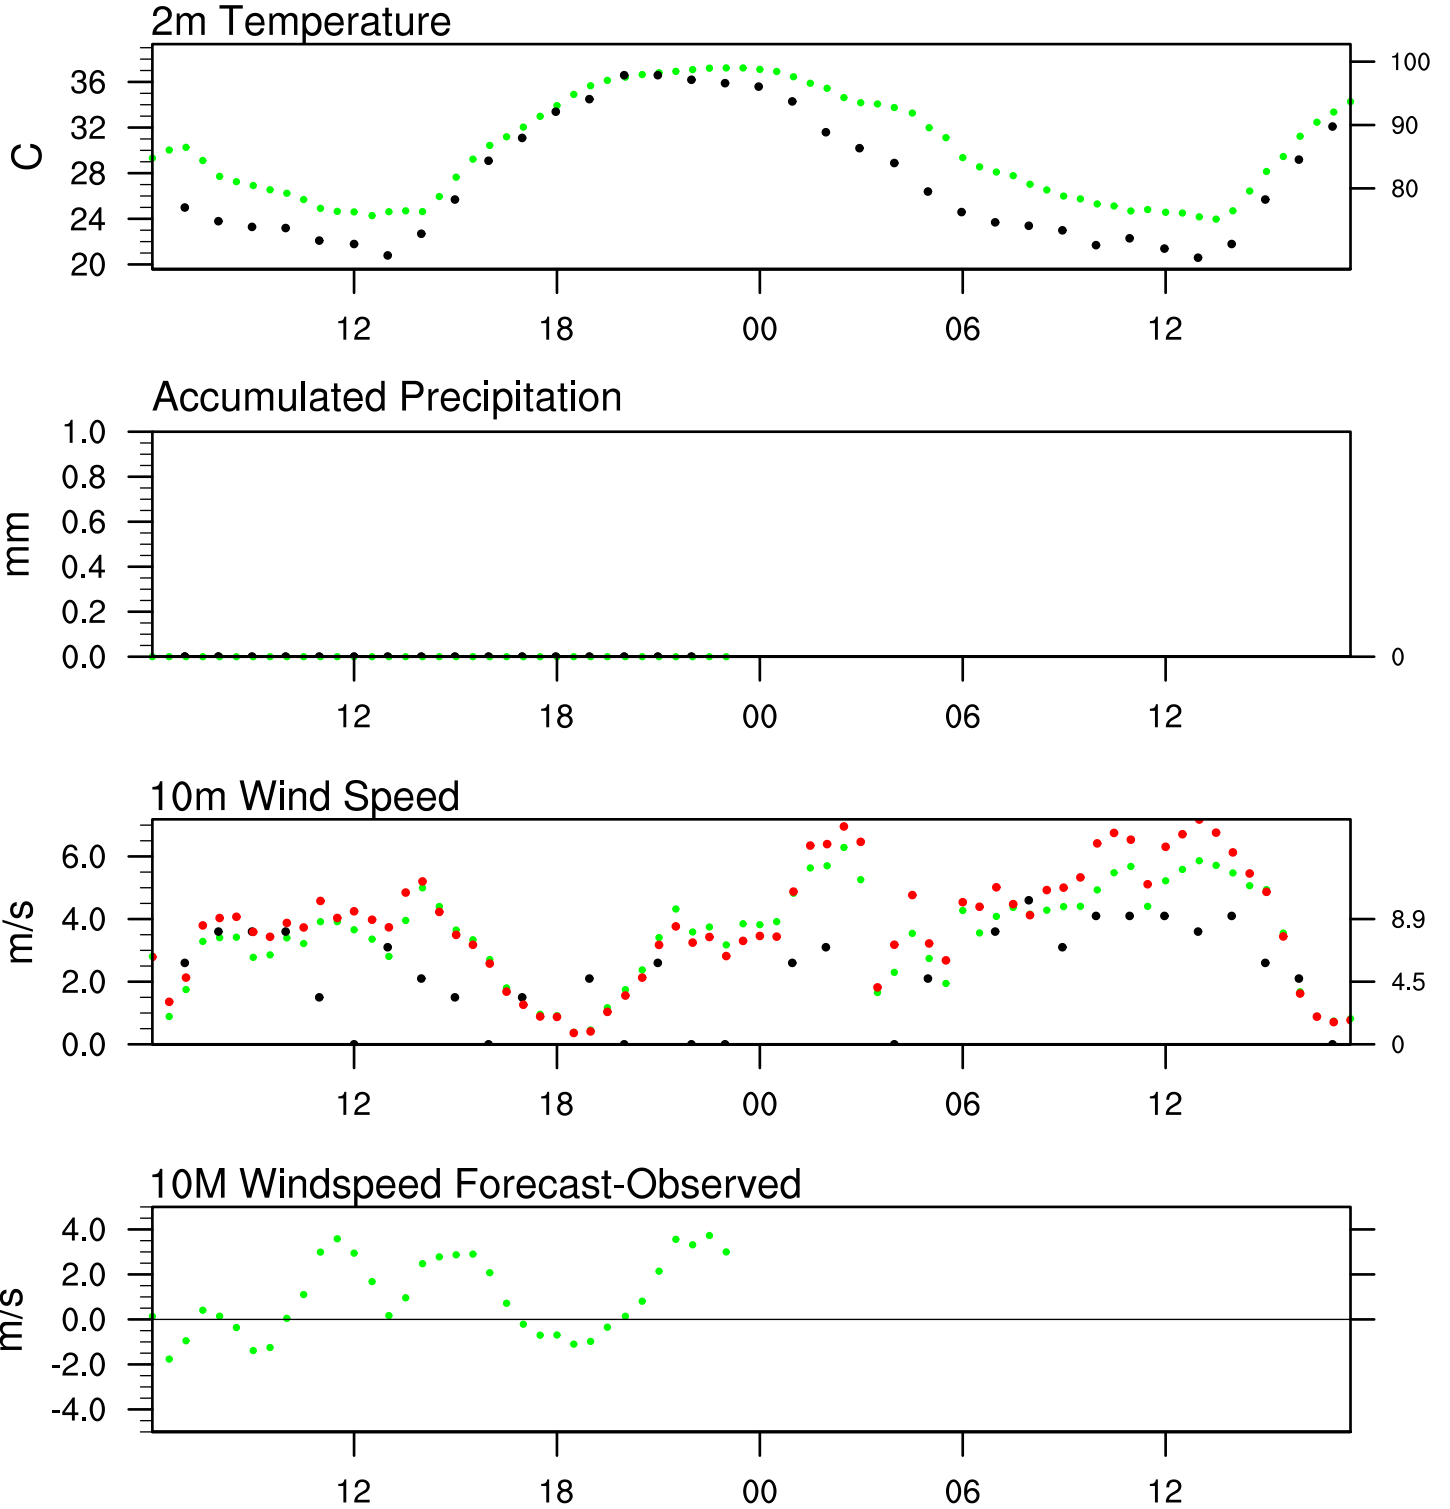 2m Temperature
36
32
28
24
20
C
100
90
80
12 18 00 06 12
Accumulated Precipitation
1.0
0.8
0.6
0.4
0.2
0.0
mm
0
12 18 00 06 12
10m Wind Speed
6.0
4.0
2.0
0.0
m/s
8.9
4.5
0
12 18 00 06 12
10M Windspeed Forecast-Observed
4.0
2.0
0.0
-2.0
-4.0
m/s
12 18 00 06 12